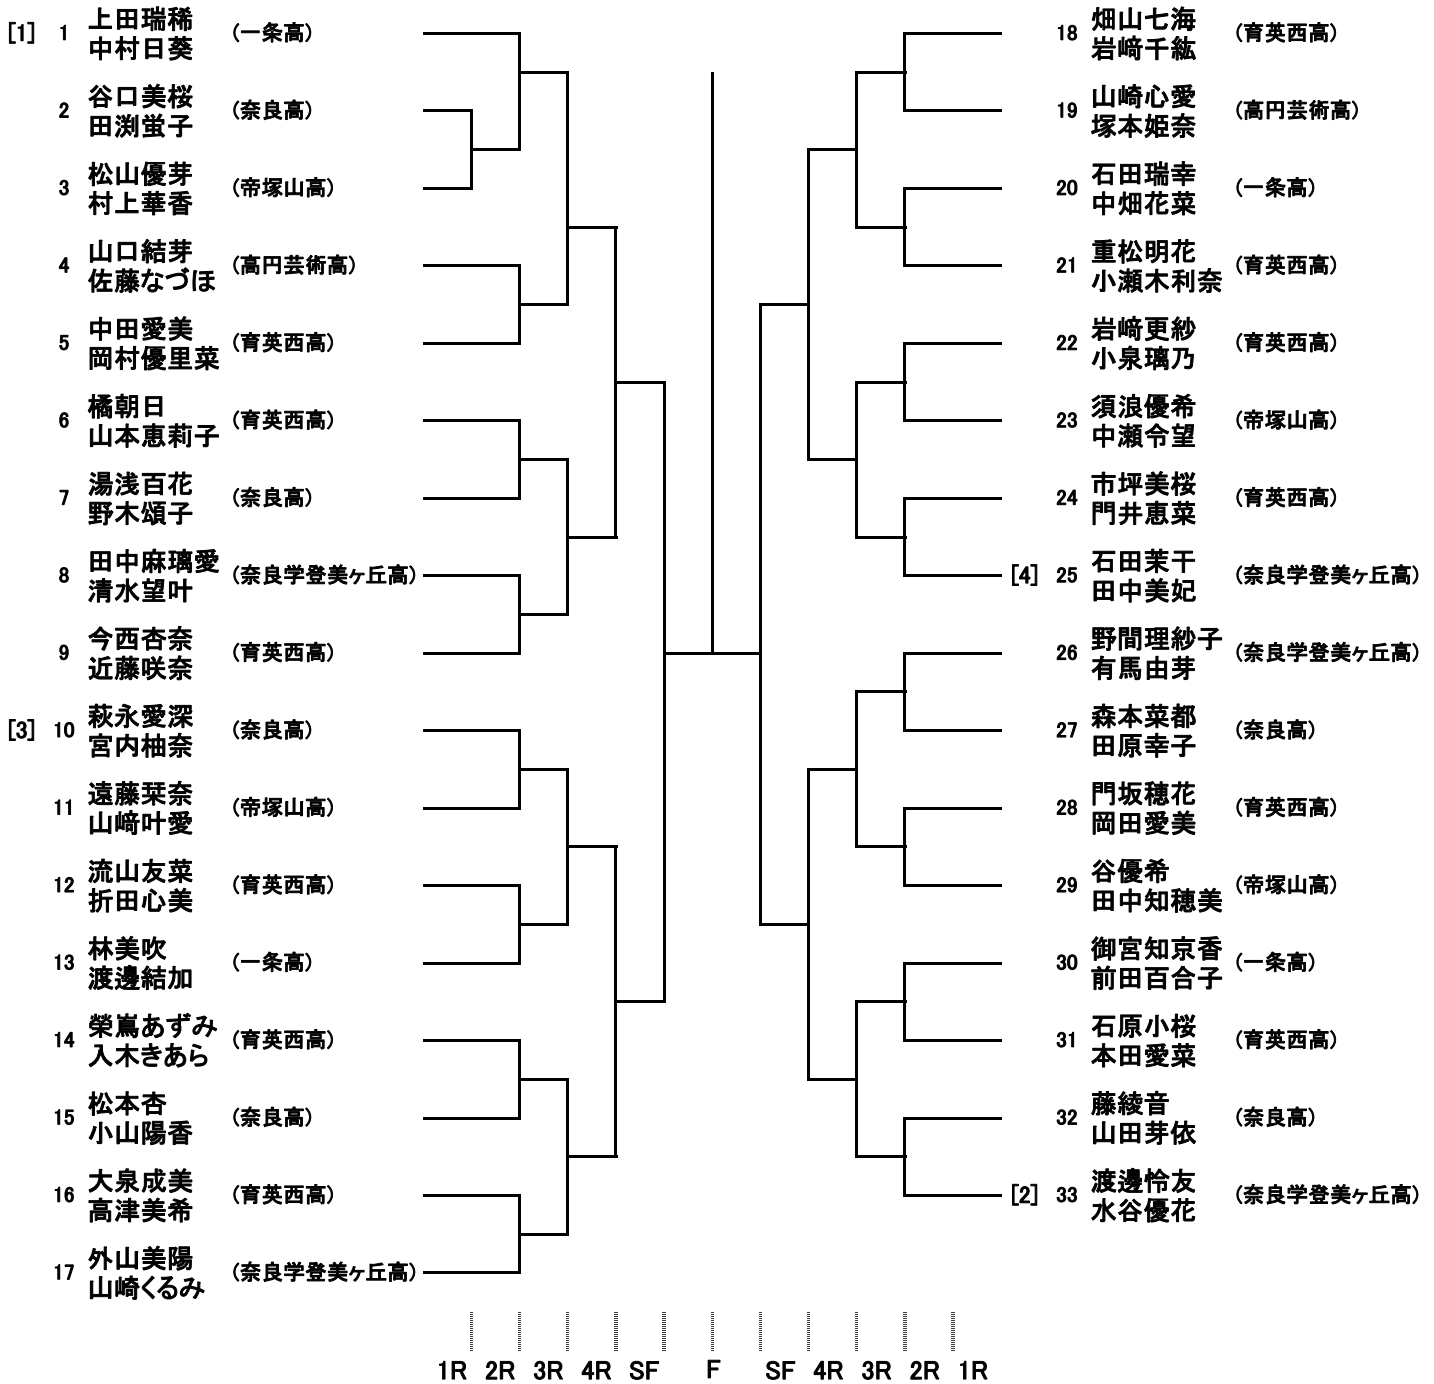 [1] 1 上田瑞稀 (一条高)
中村日葵
2 谷口美桜 (奈良高)
田渕蛍子
3 松山優芽 (帝塚山高)
村上華香
4 山口結芽 (高円芸術高)
佐藤なづほ
5 中田愛美 (育英西高)
岡村優里菜
6 橘朝日 (育英西高)
山本恵莉子
7 湯浅百花 (奈良高)
野木頌子
8 田中麻璃愛 (奈良学登美ヶ丘高)
清水望叶
9 今西杏奈 (育英西高)
近藤咲奈
[3] 10 萩永愛深 (奈良高)
宮内柚奈
11 遠藤栞奈 (帝塚山高)
山﨑叶愛
12 流山友菜 (育英西高)
折田心美
13 林美吹 (一条高)
渡邊結加
14 榮嶌あずみ (育英西高)
入木きあら
15 松本杏 (奈良高)
小山陽香
16 大泉成美 (育英西高)
高津美希
17 外山美陽 (奈良学登美ヶ丘高)
山崎くるみ
18 畑山七海 (育英西高)
岩﨑千紘
19 山崎心愛 (高円芸術高)
塚本姫奈
20 石田瑞幸 (一条高)
中畑花菜
21 重松明花 (育英西高)
小瀬木利奈
22 岩﨑更紗 (育英西高)
小泉璃乃
23 須浪優希 (帝塚山高)
中瀬令望
24 市坪美桜 (育英西高)
門井恵菜
[4] 25 石田茉干 (奈良学登美ヶ丘高)
田中美妃
26 野間理紗子 (奈良学登美ヶ丘高)
有馬由芽
27 森本菜都 (奈良高)
田原幸子
28 門坂穂花 (育英西高)
岡田愛美
29 谷優希 (帝塚山高)
田中知穂美
30 御宮知京香 (一条高)
前田百合子
31 石原小桜 (育英西高)
本田愛菜
32 藤綾音 (奈良高)
山田芽依
[2] 33 渡邊怜友 (奈良学登美ヶ丘高)
水谷優花
1R 2R 3R 4R SF F SF 4R 3R 2R 1R